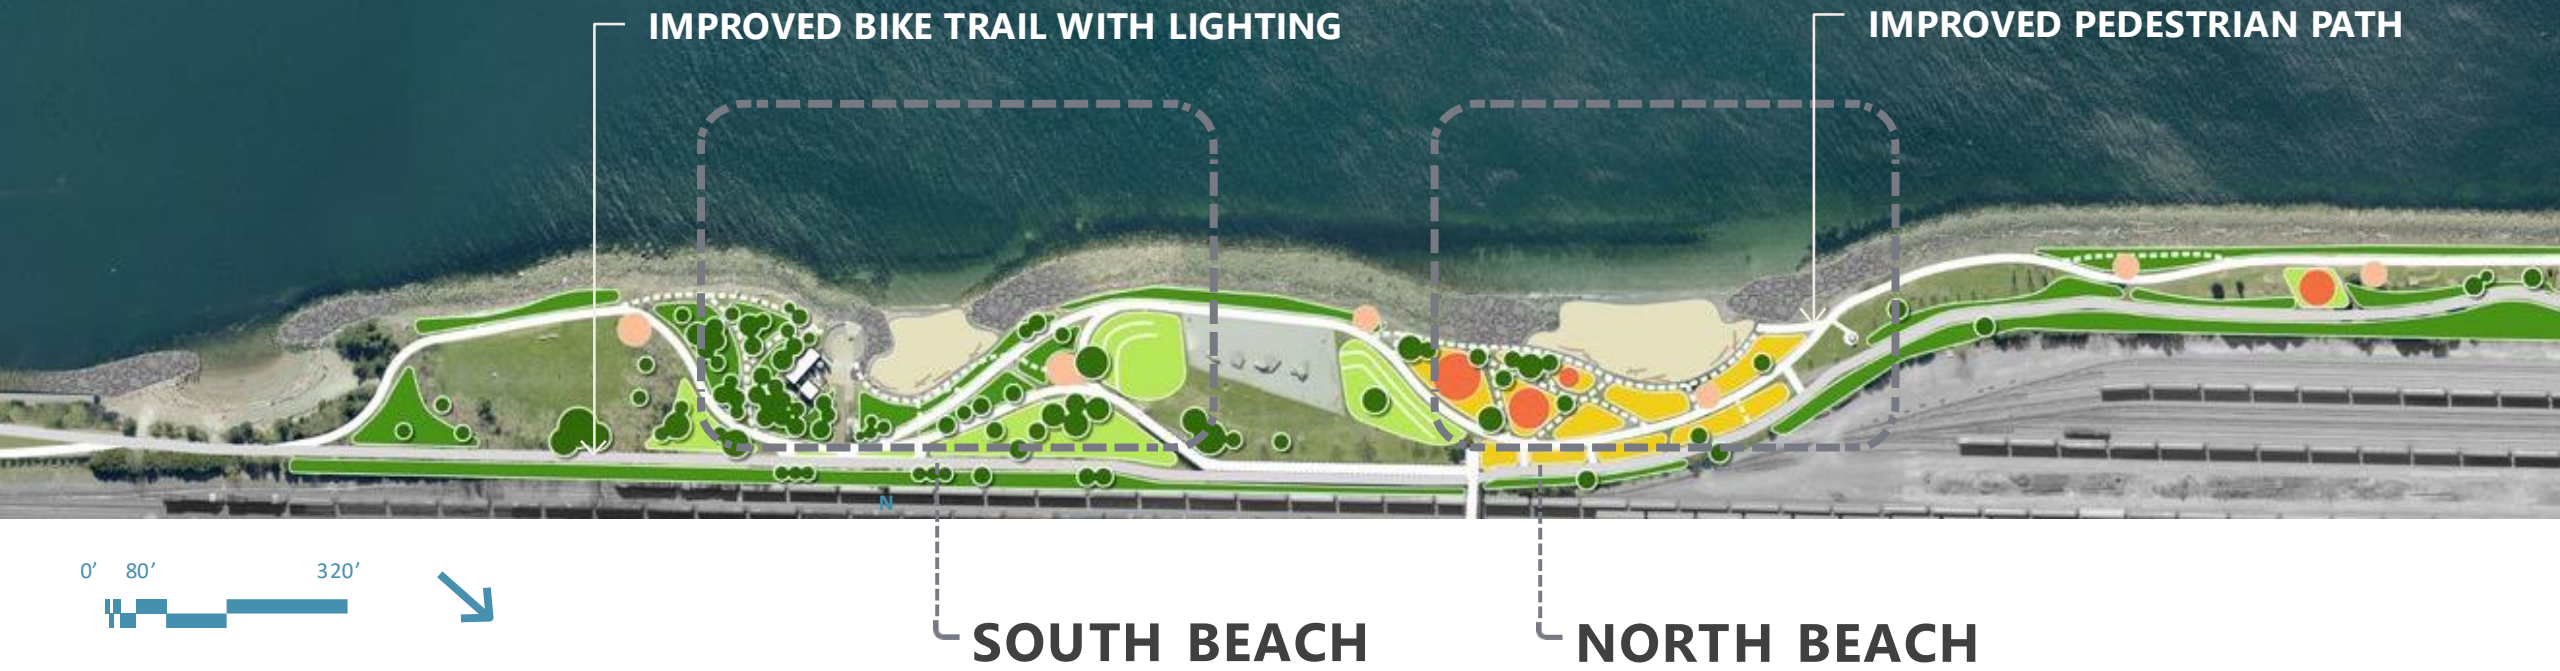 IMPROVED BIKE TRAIL WITH LIGHTING
IMPROVED PEDESTRIAN PATH
N
0’ 80’ 320’
SOUTH BEACH
NORTH BEACH